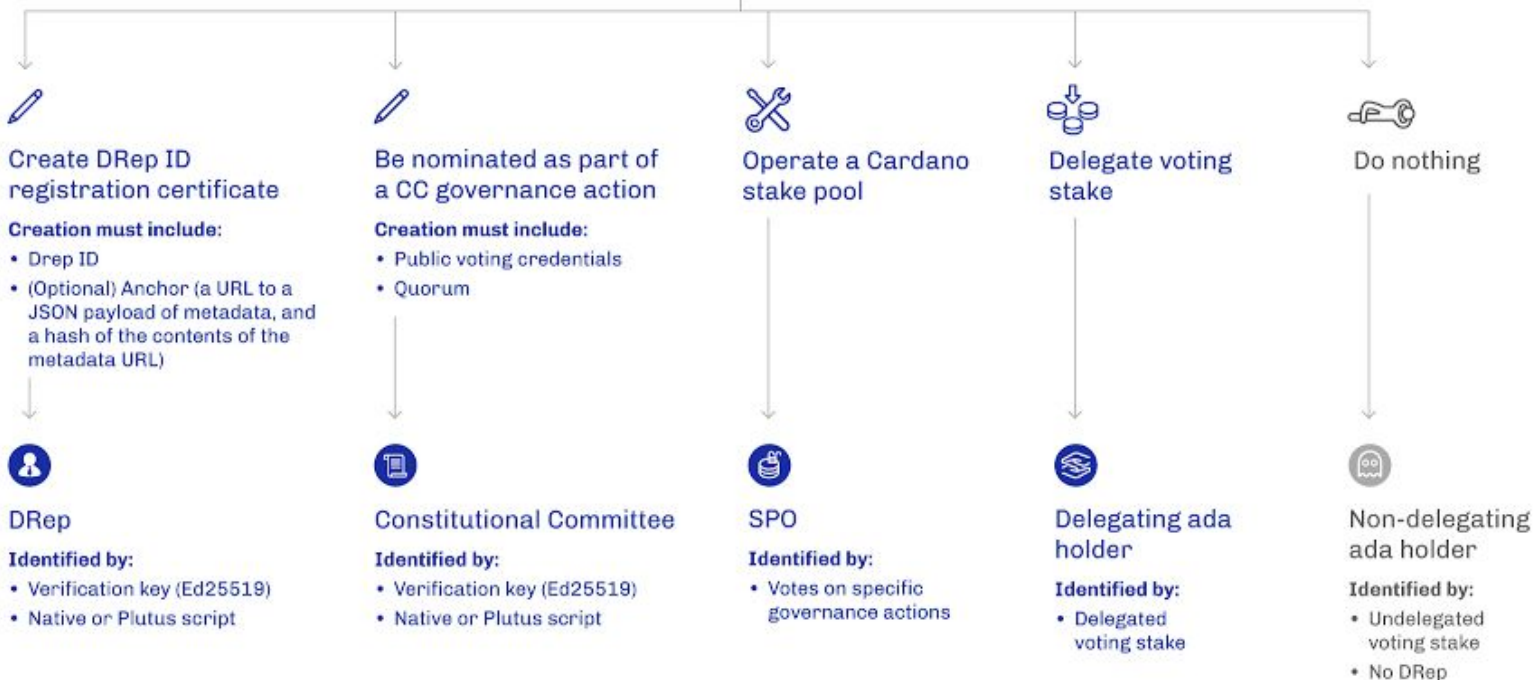 Create DRep ID
registration certificate
Creation must include:
• Drep ID
• (Optional) Anchor (a URL to a
JSON payload of metadata, and
a hash of the contents of the
metadata URL)
Be nominated as part of
a CC governance action
Creation must include:
• Public voting credentials
• Quorum
Operate a Cardano
stake pool
Delegate voting
stake
Do nothing
DRep
Identified by:
• Verification key (Ed25519)
• Native or Plutus script
Constitutional Committee
Identified by:
• Verification key (Ed25519)
• Native or Plutus script
SPO
Identified by:
• Votes on specific
governance actions
Delegating ada
holder
Identified by:
• Delegated
voting stake
Non-delegating
ada holder
Identified by:
• Undelegated
voting stake
• No DRep